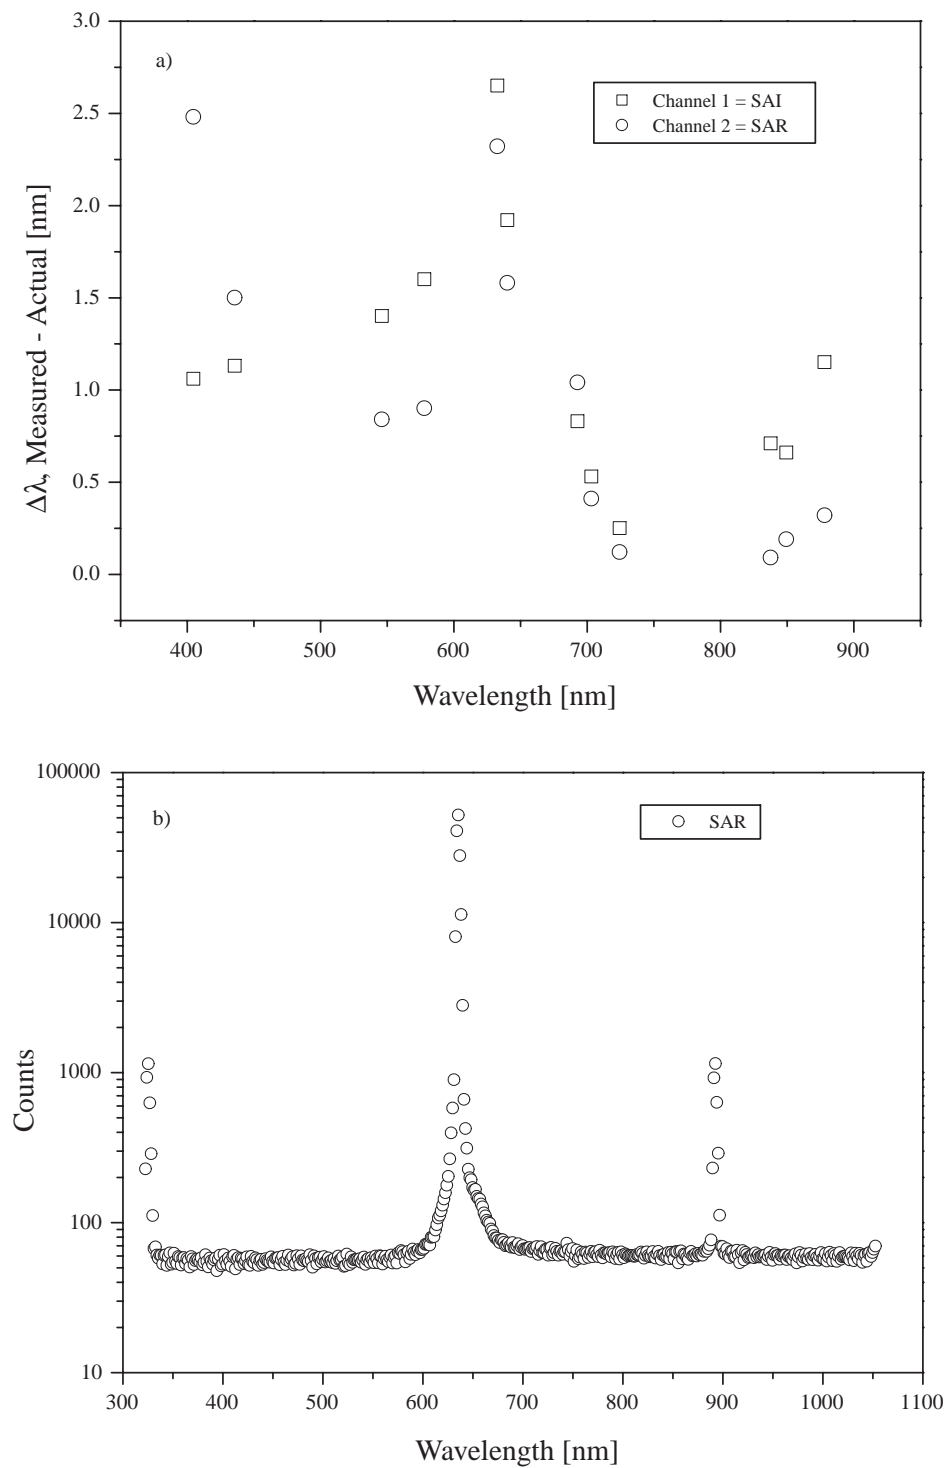 3.0
a)
2.5
Channel 1 = SAI
Channel 2 = SAR
2.0
1.5
1.0
0.5
0.0
Δλ, Measured - Actual [nm]
400 500 600 700 800 900
Wavelength [nm]
100000
b)
SAR
10000
1000
100
10
Counts
300 400 500 600 700 800 900 1000 1100
Wavelength [nm]